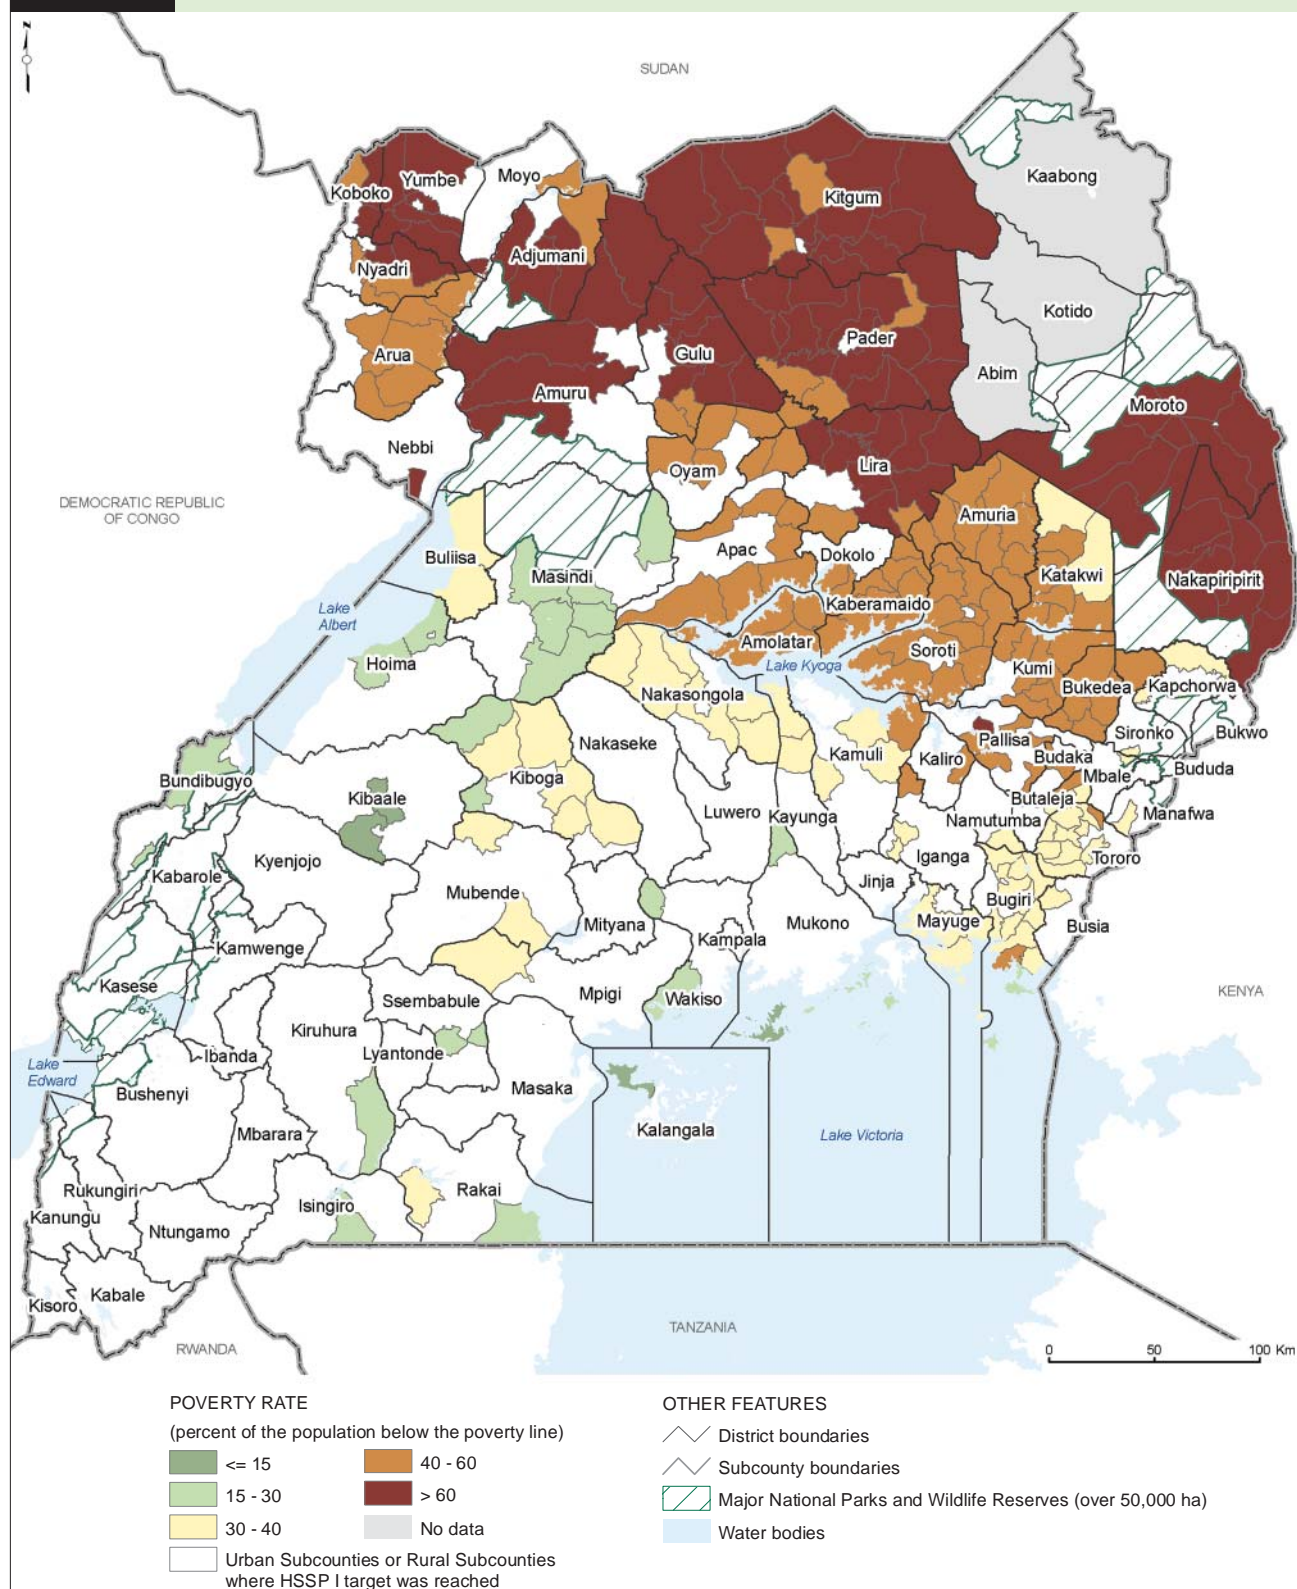 N
SUDAN
Kaabong
Moyo
Yumbe
Koboko
Kitgum
Adjumani
Nyadri
Kotido
Pader
Arua
Gulu
Abim
Amuru
Moroto
Nebbi
Lira
Oyam
DEMOCRATIC REPUBLIC
OF CONGO
Amuria
Buliisa
Apac
Dokolo
Masindi
Katakwi
Nakapiripirit
Lake
Albert
Kaberamaido
Amolatar
Soroti
Hoima
Lake Kyoga
Kumi
Bukedea
Kapchorwa
Nakasongola
Sironko
Bukwo
Nakaseke
Kamuli
Kaliro
Pallisa
Budaka
Mbale
Bududa
Bundibugyo
Kiboga
Kibaale
Butaleja
Manafwa
Luwero
Kayunga
Namutumba
Kyenjojo
Iganga
Tororo
Kabarole
Jinja
Mubende
Bugiri
Mityana
Mukono
Mayuge
Busia
Kampala
Kamwenge
Kasese
Ssembabule
Mpigi
Wakiso
KENYA
Kiruhura
Lyantonde
Ibanda
Lake
Edward
Bushenyi
Masaka
Mbarara
Kalangala
Lake Victoria
Rukungiri
Rakai
Isingiro
Kanungu
Ntungamo
Kabale
Kisoro
TANZANIA
RWANDA
0 50 100 Km
POVERTY RATE
(percent of the population below the poverty line)
<= 15
15 - 30
30 - 40
40 - 60
> 60
No data
Urban Subcounties or Rural Subcounties
where HSSP I target was reached
OTHER FEATURES
District boundaries
Subcounty boundaries
Major National Parks and Wildlife Reserves (over 50,000 ha)
Water bodies